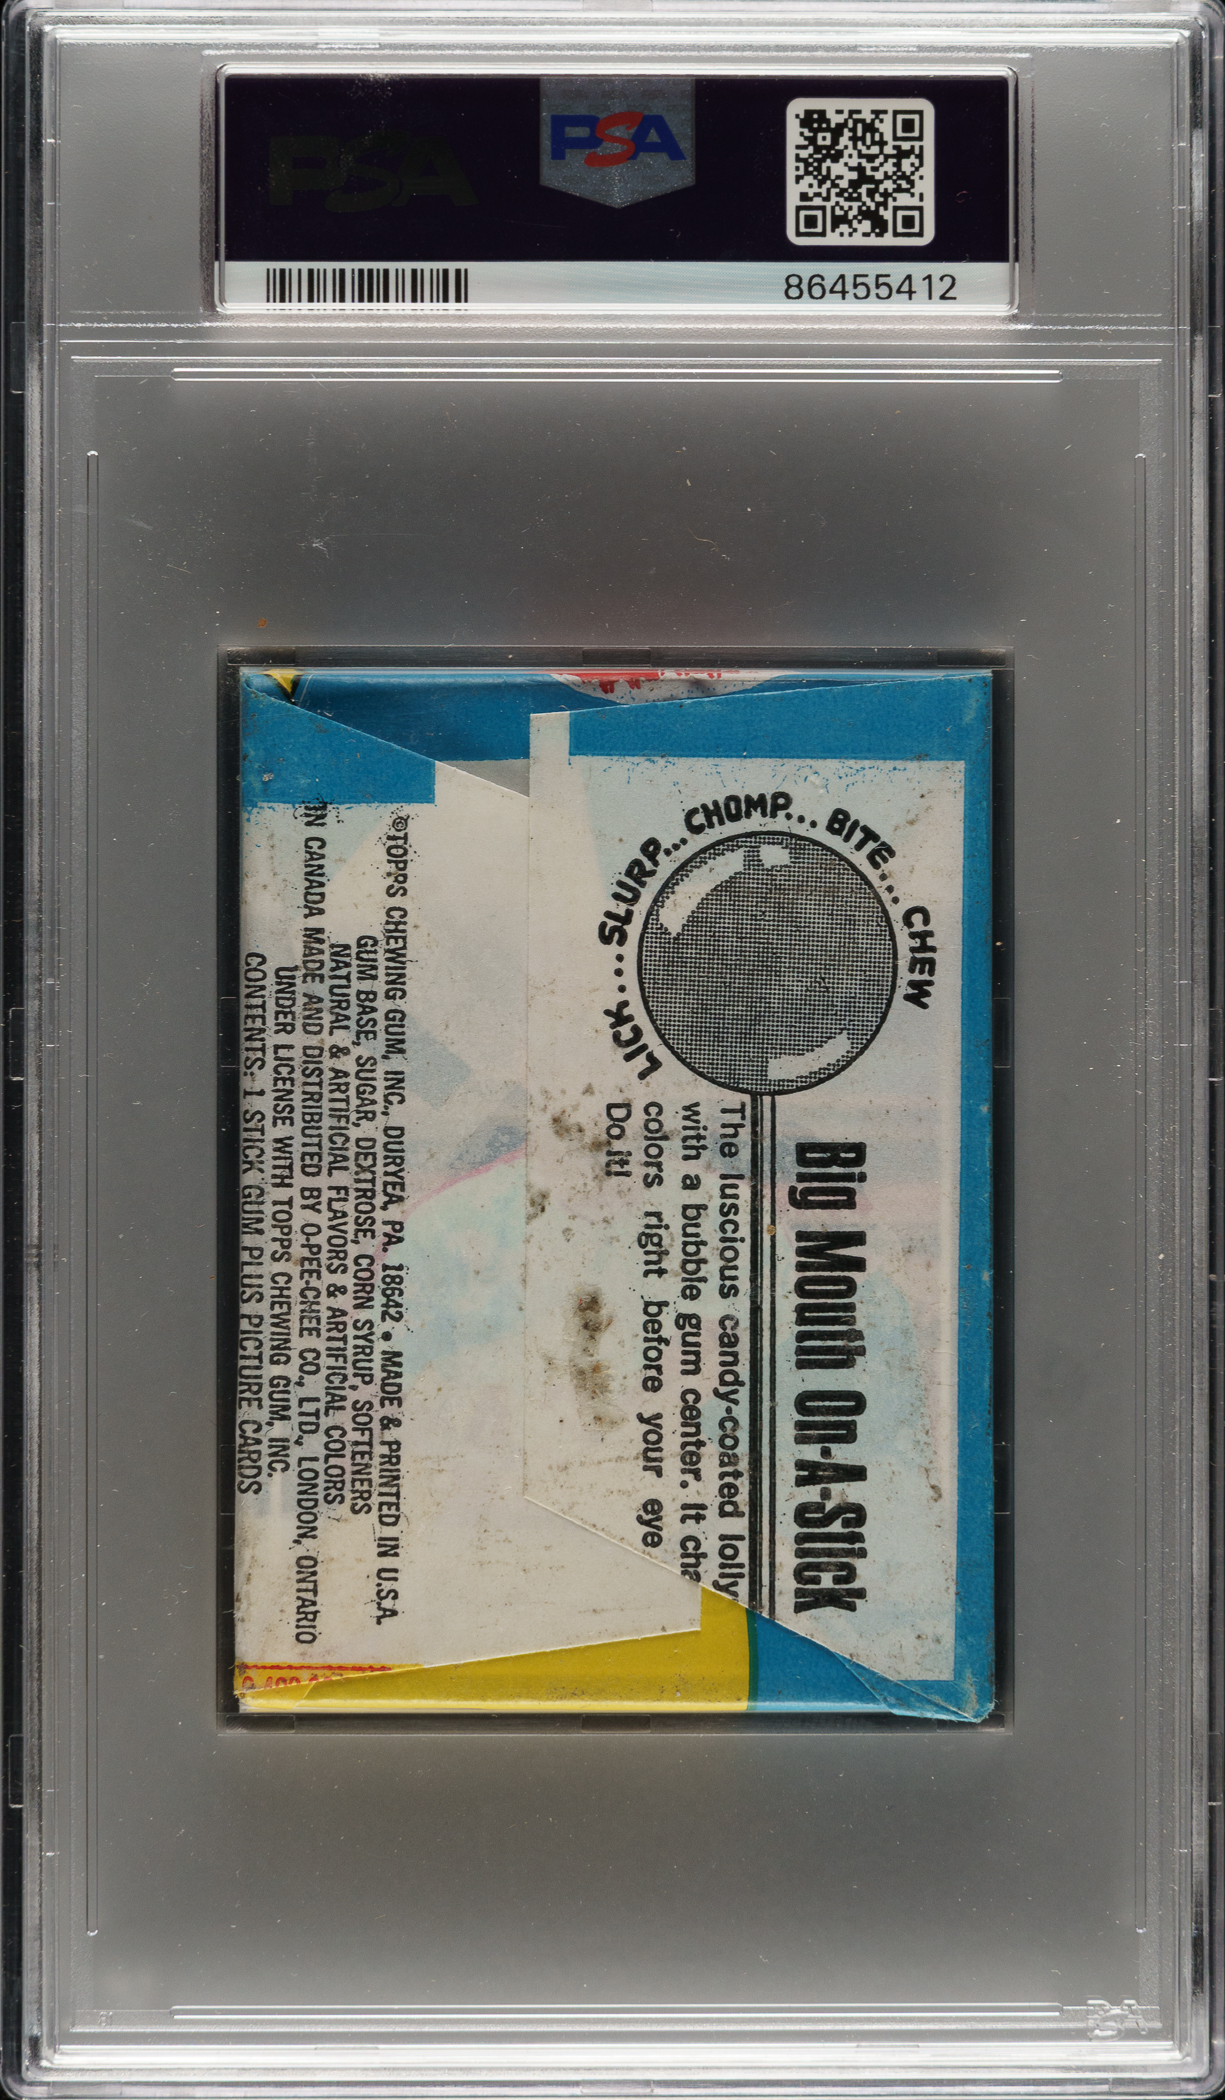 PSA
PSA
86455412
LICK...SLURP...CHOMP...BITE...CHEW
Big Mouth On-A-Stick
The luscious candy-coated lolly
with a bubble gum center. It cha
colors right before your eye
Do it!
©TOPPS CHEWING GUM, INC., DURYEA, PA. 18642 • MADE & PRINTED IN U.S.A.
GUM BASE, SUGAR, DEXTROSE, CORN SYRUP, SOFTENERS
NATURAL & ARTIFICIAL FLAVORS & ARTIFICIAL COLORS
IN CANADA MADE AND DISTRIBUTED BY O-PEE-CHEE CO., LTD., LONDON, ONTARIO
UNDER LICENSE WITH TOPPS CHEWING GUM, INC.
CONTENTS: 1 STICK GUM PLUS PICTURE CARDS
PSA